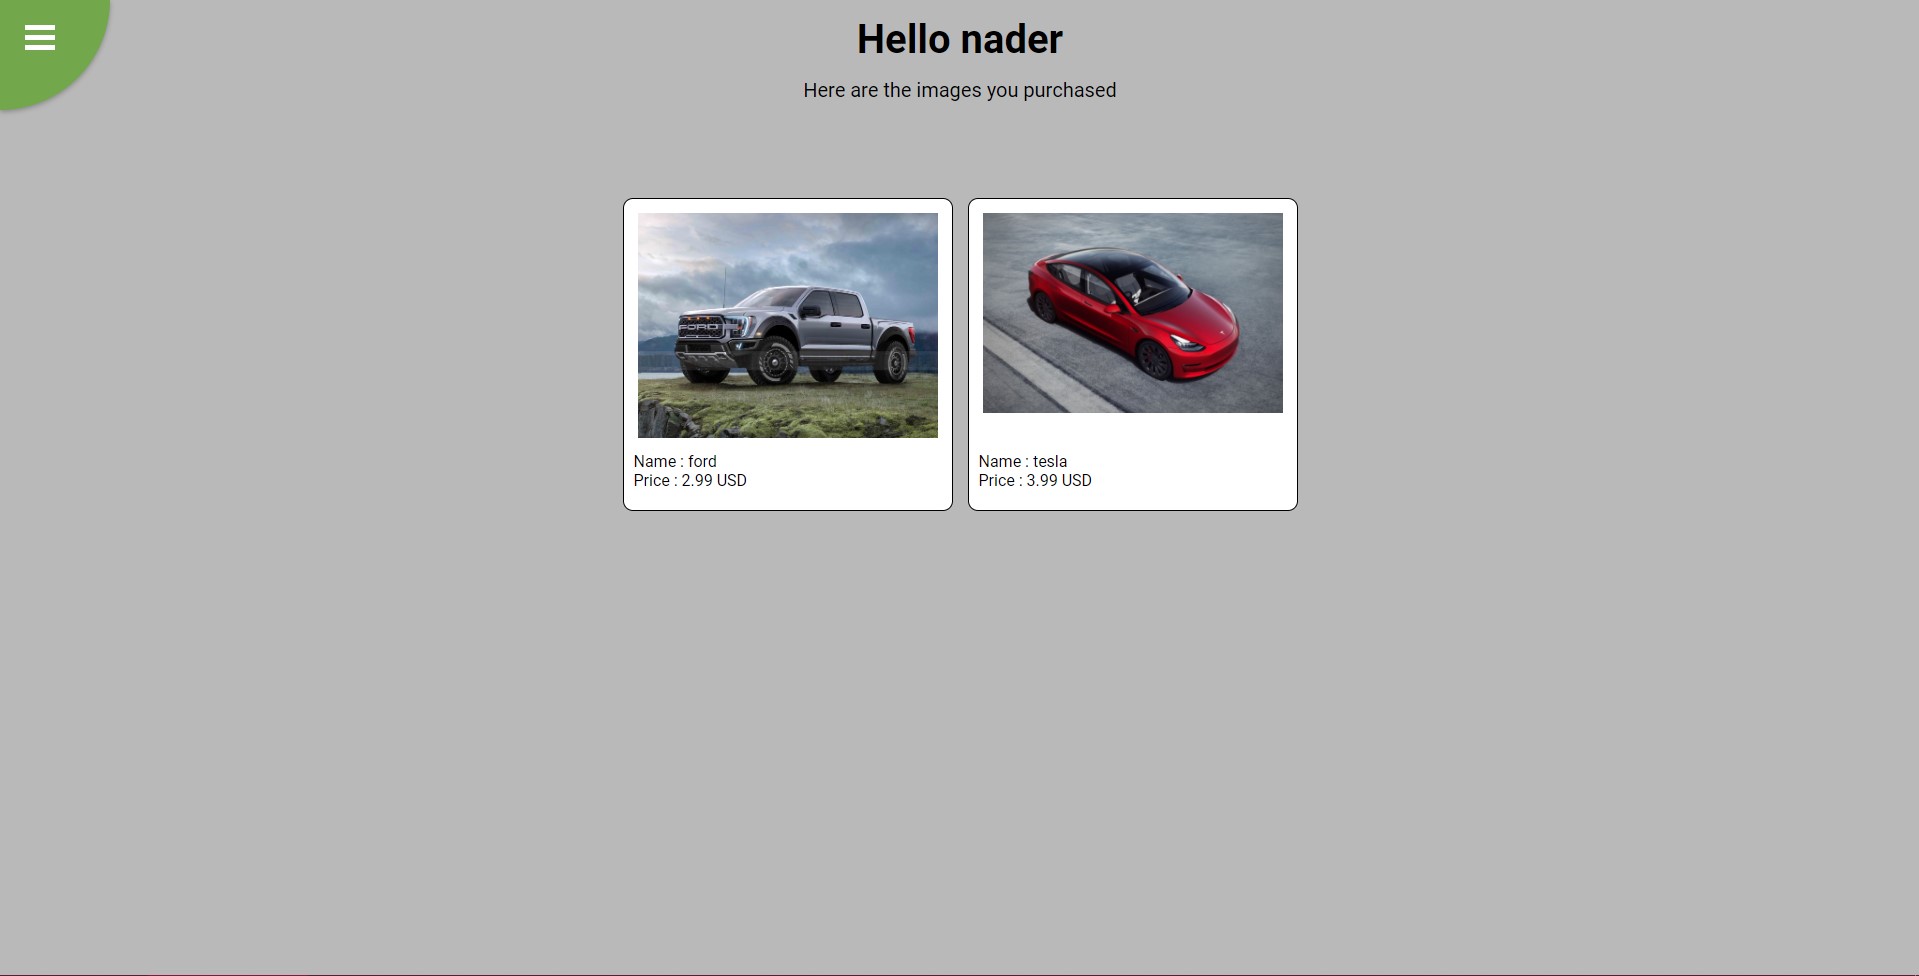 Hello nader
Here are the images you purchased
FORD
Name : ford
Price : 2.99 USD
Name : tesla
Price : 3.99 USD